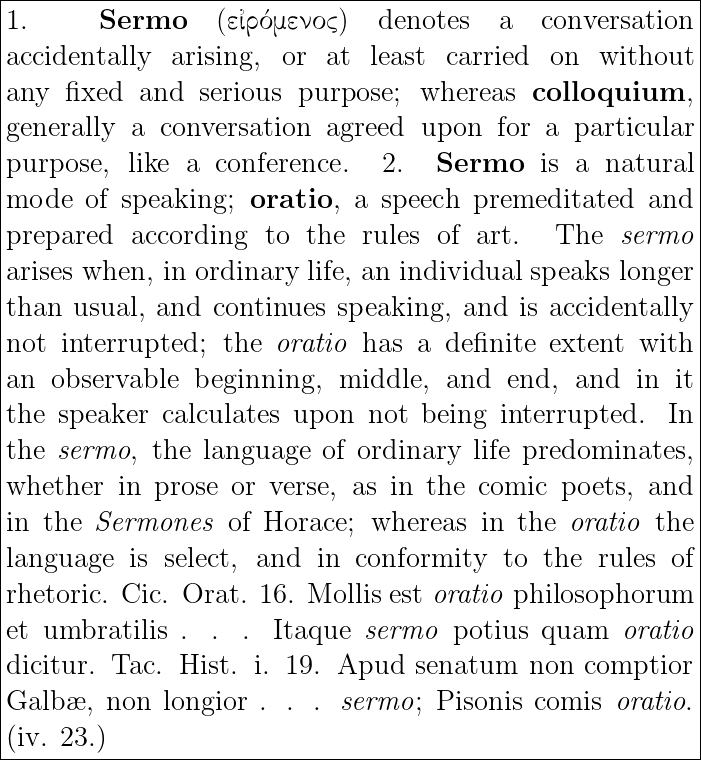 1. Sermo (εἰρόμενος) denotes a conversation
accidentally arising, or at least carried on without
any fixed and serious purpose; whereas colloquium,
generally a conversation agreed upon for a particular
purpose, like a conference. 2. Sermo is a natural
mode of speaking; oratio, a speech premeditated and
prepared according to the rules of art. The sermo
arises when, in ordinary life, an individual speaks longer
than usual, and continues speaking, and is accidentally
not interrupted; the oratio has a definite extent with
an observable beginning, middle, and end, and in it
the speaker calculates upon not being interrupted. In
the sermo, the language of ordinary life predominates,
whether in prose or verse, as in the comic poets, and
in the Sermones of Horace; whereas in the oratio the
language is select, and in conformity to the rules of
rhetoric. Cic. Orat. 16. Mollis est oratio philosophorum
et umbratilis . . . Itaque sermo potius quam oratio
dicitur. Tac. Hist. i. 19. Apud senatum non comptior
Galbæ, non longior . . . sermo; Pisonis comis oratio.
(iv. 23.)